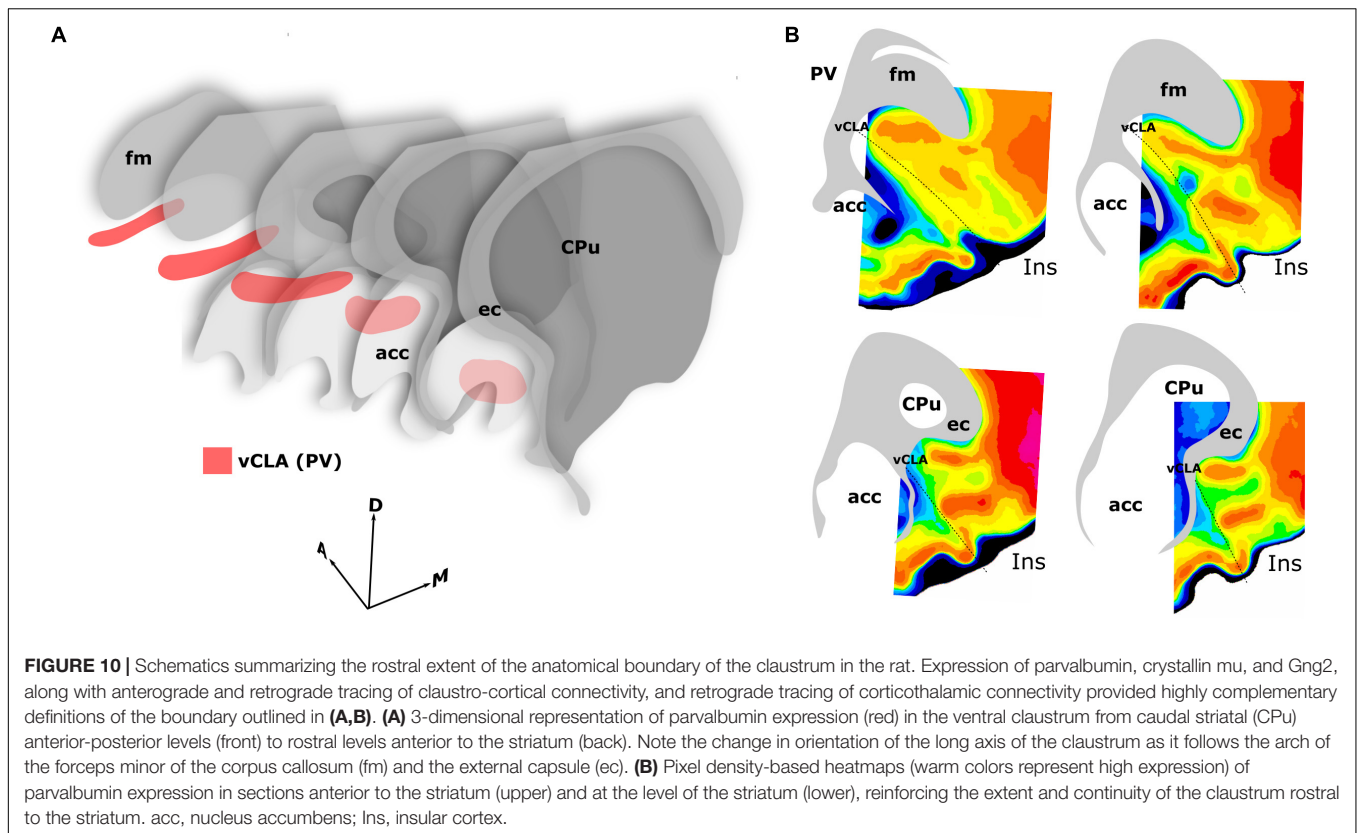 A
fm
CPu
ec
acc
vCLA (PV)
D
A
M
B
PV
fm
vCLA
acc
Ins
fm
vCLA
acc
Ins
CPu
ec
vCLA
acc
Ins
CPu
ec
vCLA
acc
Ins
FIGURE 10 | Schematics summarizing the rostral extent of the anatomical boundary of the claustrum in the rat. Expression of parvalbumin, crystallin mu, and Gng2,
along with anterograde and retrograde tracing of claustro-cortical connectivity, and retrograde tracing of corticothalamic connectivity provided highly complementary
definitions of the boundary outlined in (A,B). (A) 3-dimensional representation of parvalbumin expression (red) in the ventral claustrum from caudal striatal (CPu)
anterior-posterior levels (front) to rostral levels anterior to the striatum (back). Note the change in orientation of the long axis of the claustrum as it follows the arch of
the forceps minor of the corpus callosum (fm) and the external capsule (ec). (B) Pixel density-based heatmaps (warm colors represent high expression) of
parvalbumin expression in sections anterior to the striatum (upper) and at the level of the striatum (lower), reinforcing the extent and continuity of the claustrum rostral
to the striatum. acc, nucleus accumbens; Ins, insular cortex.